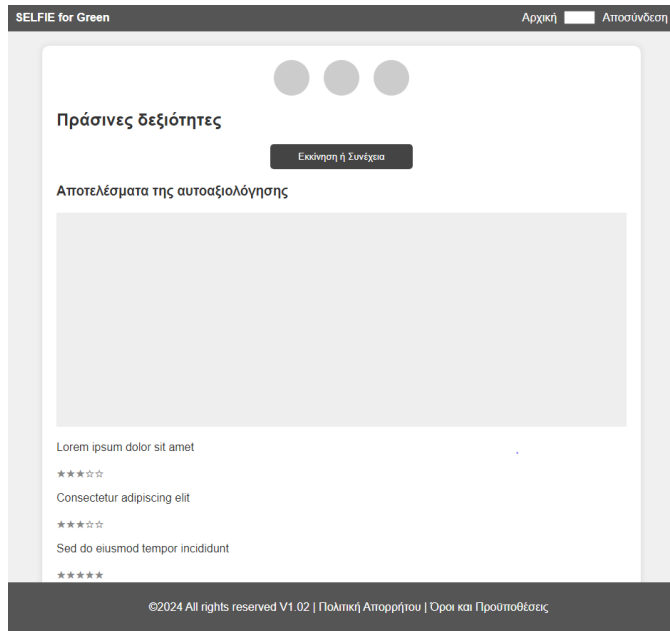 SELFIE for Green
Αρχική Αποσύνδεση
Πράσινες δεξιότητες
Εκκίνηση ή Συνέχεια
Αποτελέσματα της αυτοαξιολόγησης
Lorem ipsum dolor sit amet
★★★☆☆
Consectetur adipiscing elit
★★★☆☆
Sed do eiusmod tempor incididunt
★★★★★
©2024 All rights reserved V1.02 | Πολιτική Απορρήτου | Όροι και Προϋποθέσεις